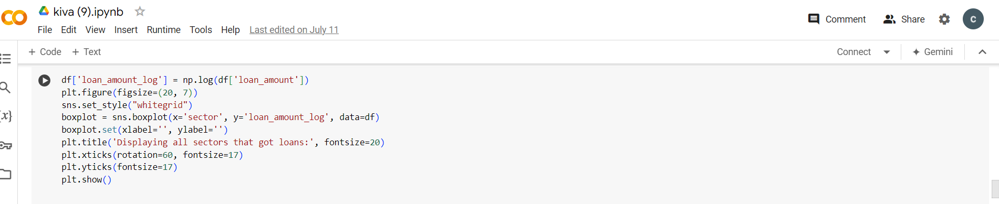 kiva (9).ipynb
Comment
Share
C
File Edit View Insert Runtime Tools Help Last edited on July 11
+ Code + Text
Connect
Gemini
df['loan_amount_log'] = np.log(df['loan_amount'])
plt.figure(figsize=(20, 7))
sns.set_style("whitegrid")
boxplot = sns.boxplot(x='sector', y='loan_amount_log', data=df)
boxplot.set(xlabel='', ylabel='')
plt.title('Displaying all sectors that got loans:', fontsize=20)
plt.xticks(rotation=60, fontsize=17)
plt.yticks(fontsize=17)
plt.show()
{x}